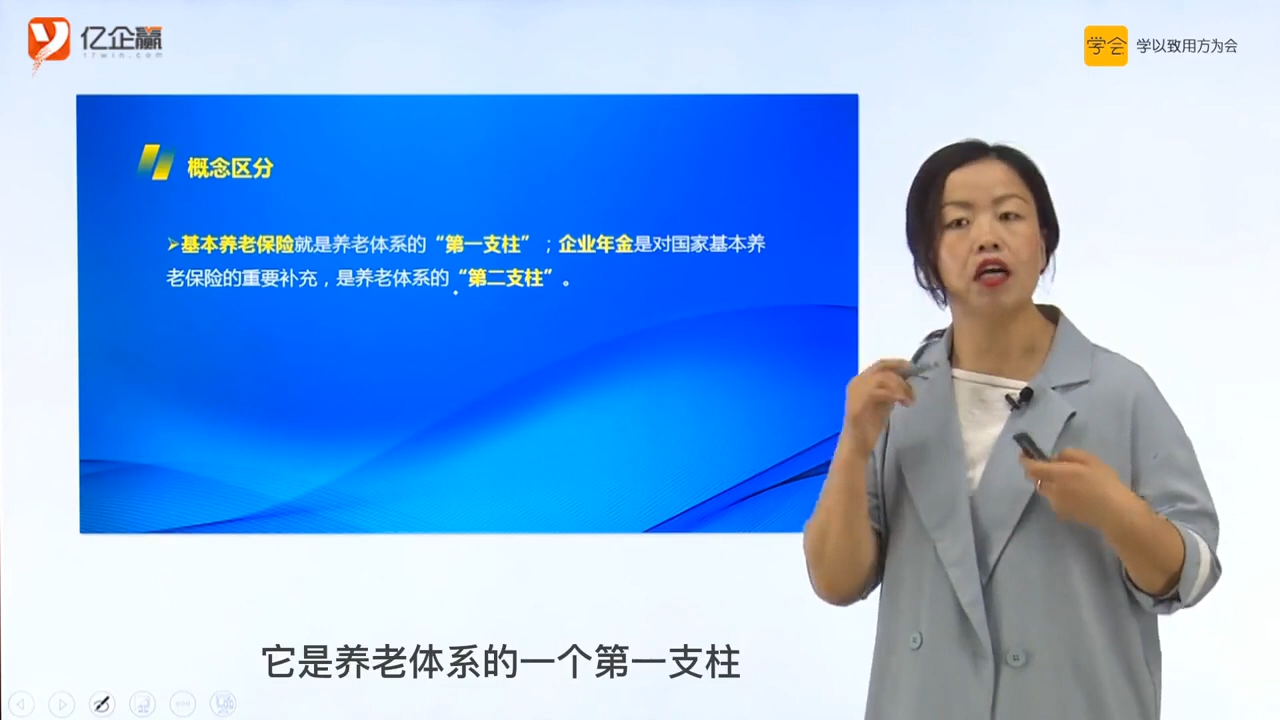 亿企赢
17win.com
学会
学以致用方为会
概念区分
➢基本养老保险就是养老体系的“第一支柱”；企业年金是对国家基本养
老保险的重要补充，是养老体系的“第二支柱”。
它是养老体系的一个第一支柱